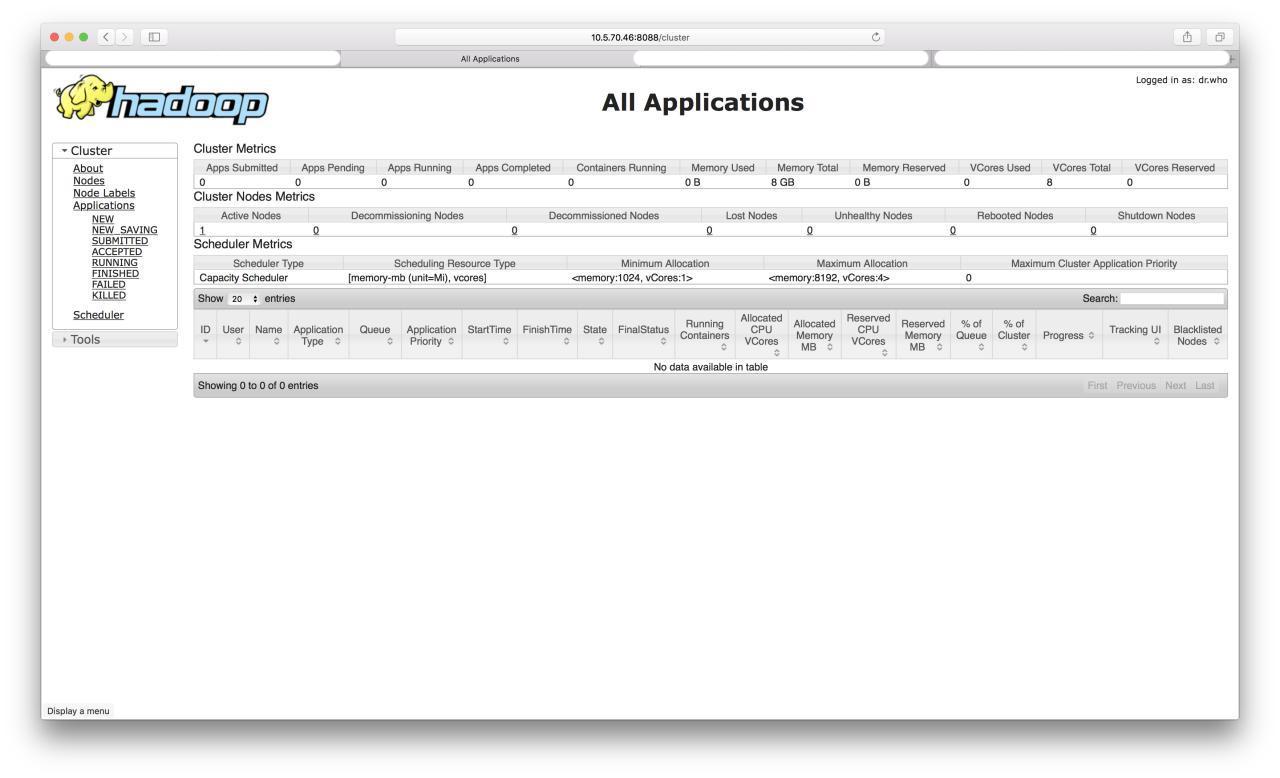 10.5.70.46:8088/cluster
All Applications
Logged in as: dr.who
hadoop
All Applications
Cluster
About
Nodes
Node Labels
Applications
NEW
NEW_SAVING
SUBMITTED
ACCEPTED
RUNNING
FINISHED
FAILED
KILLED
Scheduler
Tools
Cluster Metrics
Apps Submitted Apps Pending Apps Running Apps Completed Containers Running Memory Used Memory Total Memory Reserved VCores Used VCores Total VCores Reserved
0 0 0 0 0 0 B 8 GB 0 B 0 8 0
Cluster Nodes Metrics
Active Nodes Decommissioning Nodes Decommissioned Nodes Lost Nodes Unhealthy Nodes Rebooted Nodes Shutdown Nodes
1 0 0 0 0 0 0
Scheduler Metrics
Scheduler Type Scheduling Resource Type Minimum Allocation Maximum Allocation Maximum Cluster Application Priority
Capacity Scheduler [memory-mb (unit=Mi), vcores] <memory:1024, vCores:1> <memory:8192, vCores:4> 0
Show 20 entries Search:
ID User Name Application Type Queue Application Priority StartTime FinishTime State FinalStatus Running Containers Allocated CPU VCores Allocated Memory MB Reserved CPU VCores Reserved Memory MB % of Queue % of Cluster Progress Tracking UI Blacklisted Nodes
No data available in table
Showing 0 to 0 of 0 entries First Previous Next Last
Display a menu